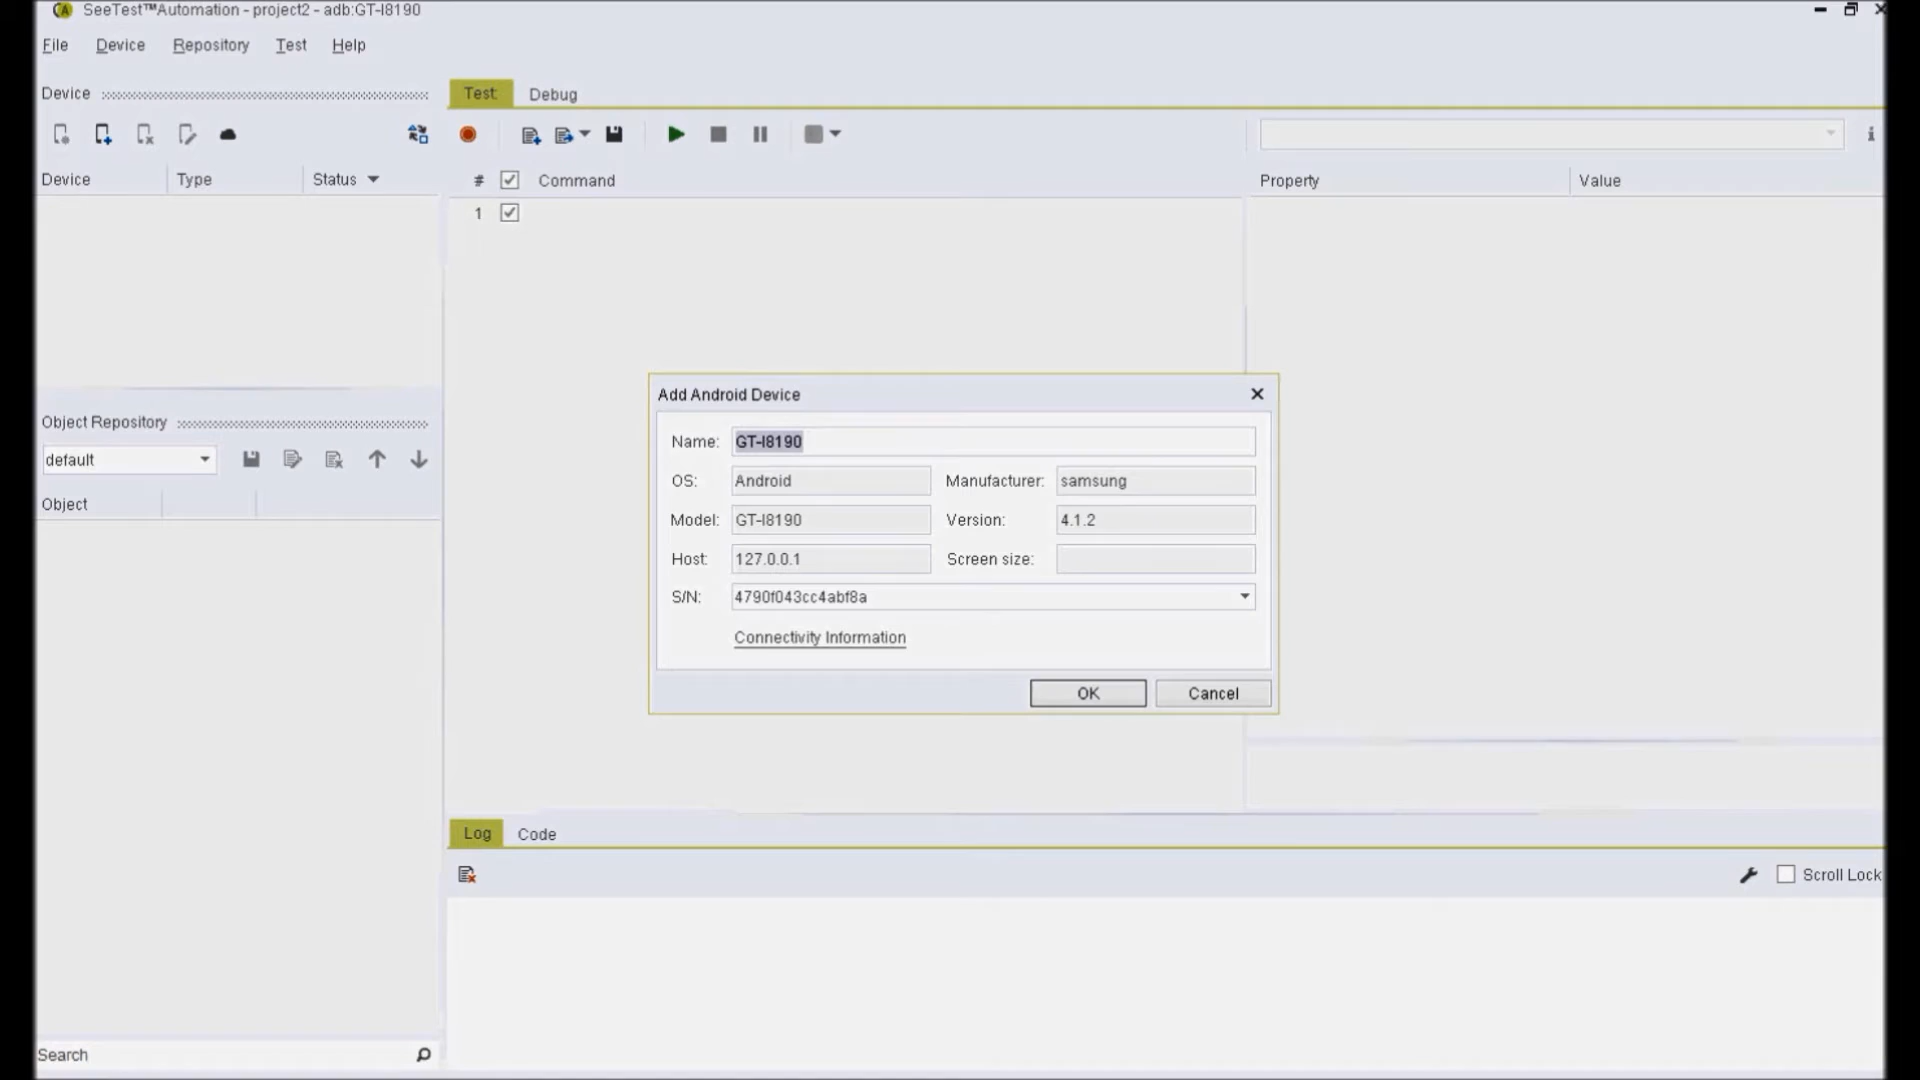 SeeTest™Automation - project2 - adb:GT-I8190
File Device Repository Test Help
Device
Test Debug
Device Type Status
# Command
Property Value
1
Add Android Device
Name: GT-I8190
OS: Android Manufacturer: samsung
Model: GT-I8190 Version: 4.1.2
Host: 127.0.0.1 Screen size:
S/N: 4790f043cc4abf8a
Connectivity Information
OK Cancel
Object Repository
default
Object
Log Code
Scroll Lock
Search